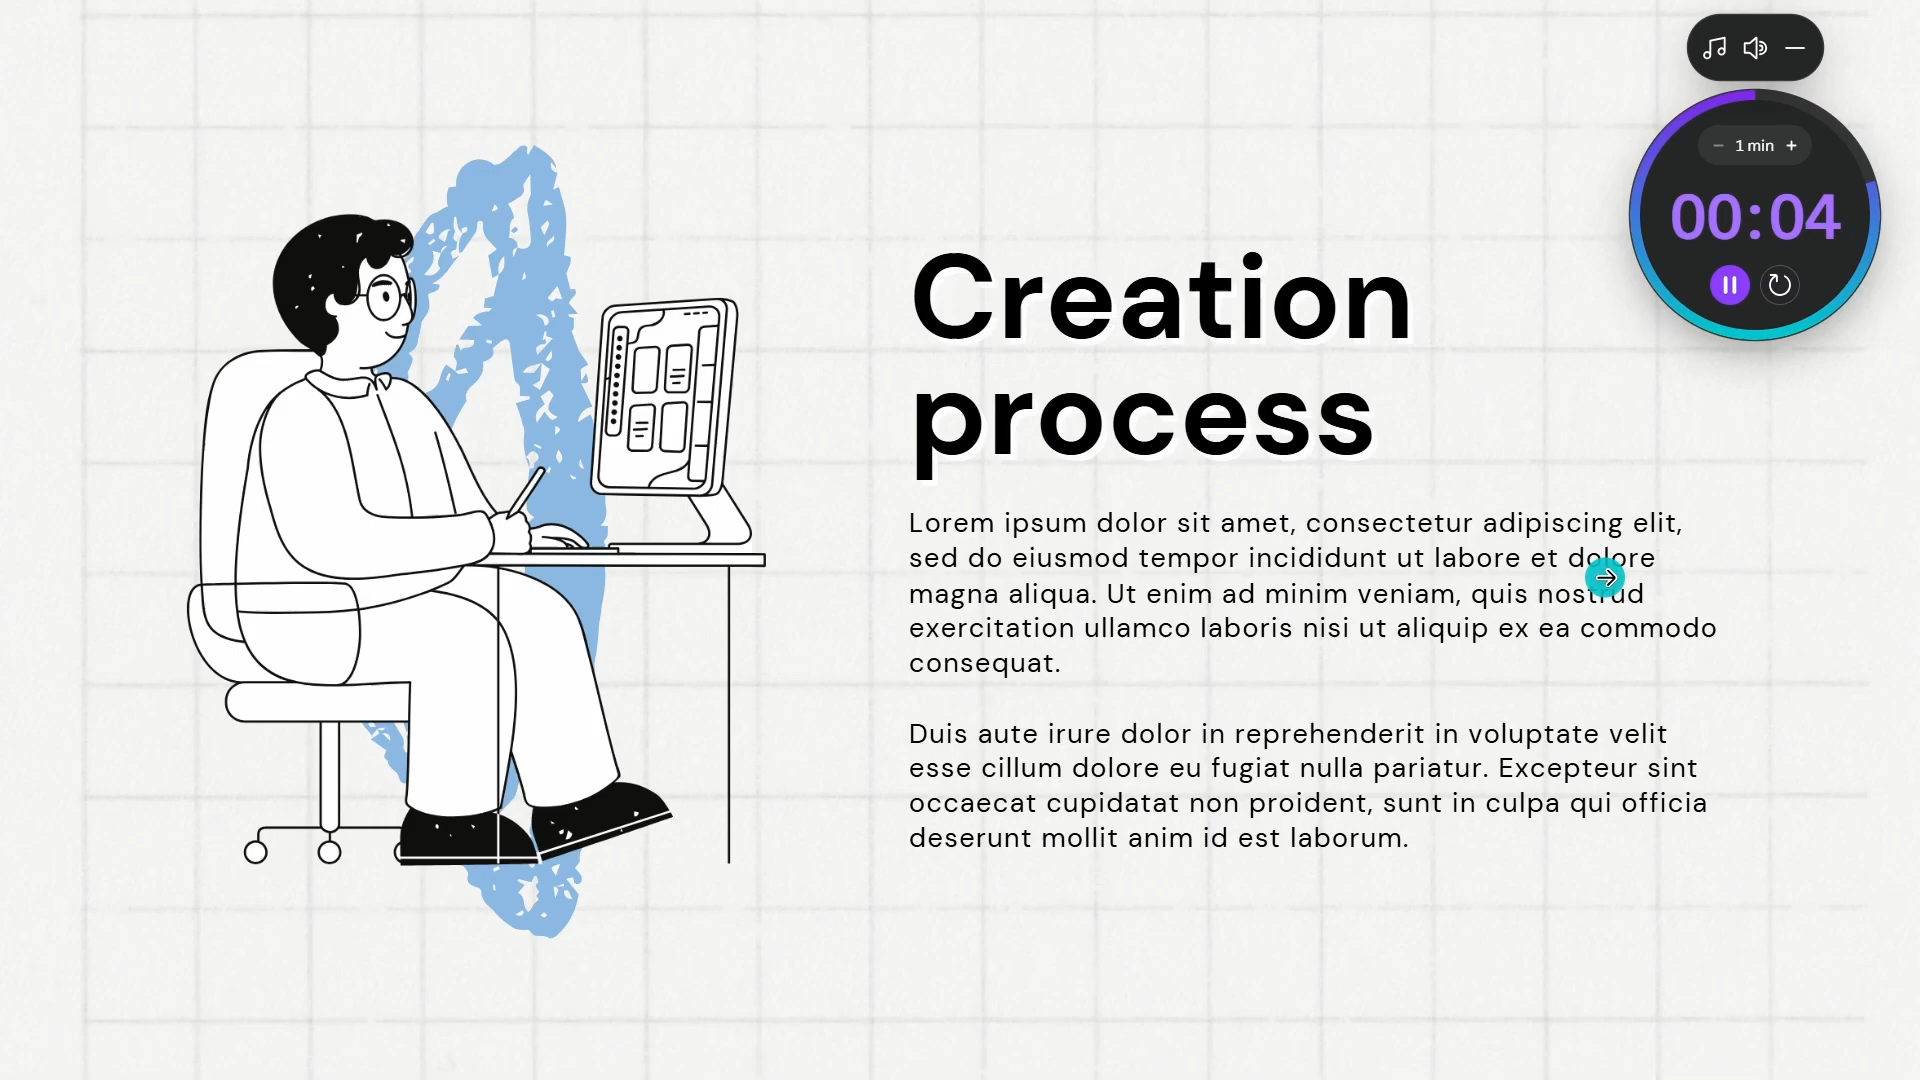 1 min
00:04
Creation
process
Lorem ipsum dolor sit amet, consectetur adipiscing elit,
sed do eiusmod tempor incididunt ut labore et dolore
magna aliqua. Ut enim ad minim veniam, quis nostrud
exercitation ullamco laboris nisi ut aliquip ex ea commodo
consequat.
Duis aute irure dolor in reprehenderit in voluptate velit
esse cillum dolore eu fugiat nulla pariatur. Excepteur sint
occaecat cupidatat non proident, sunt in culpa qui officia
deserunt mollit anim id est laborum.